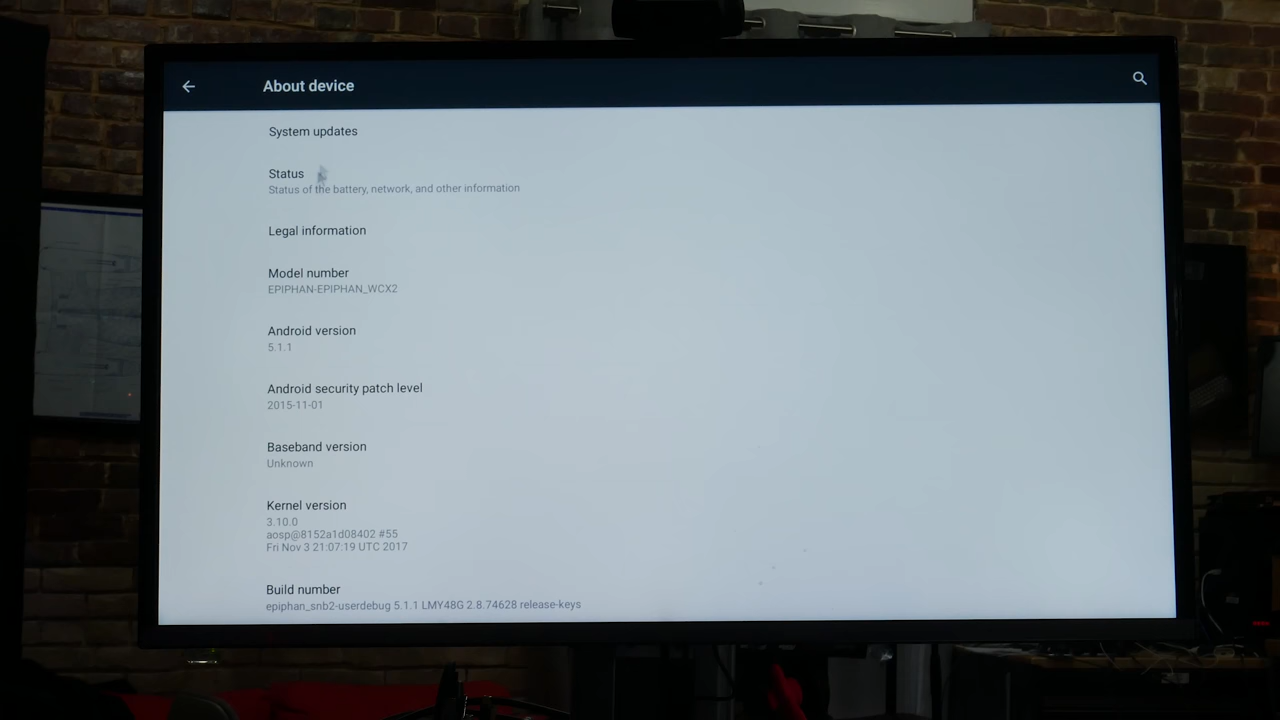 About device
System updates
Status
Status of the battery, network, and other information
Legal information
Model number
EPIPHAN-EPIPHAN_WCX2
Android version
5.1.1
Android security patch level
2015-11-01
Baseband version
Unknown
Kernel version
3.10.0
aosp@8152a1d08402 #55
Fri Nov 3 21:07:19 UTC 2017
Build number
epiphan_snb2-userdebug 5.1.1 LMY48G 2.8.74628 release-keys